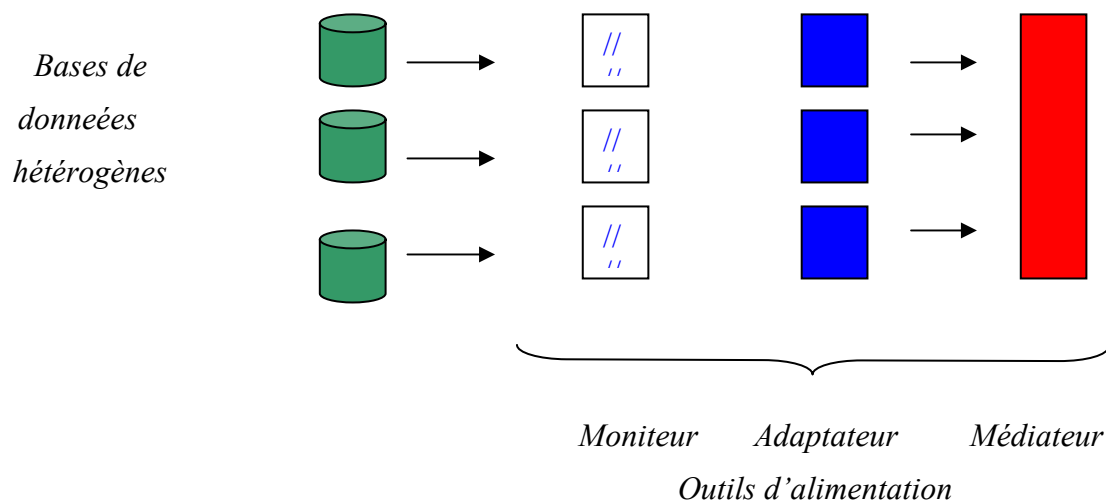 Bases de
donneées
hétérogènes
//
‚‚
//
‚‚
//
‚‚
Moniteur Adaptateur Médiateur
Outils d’alimentation